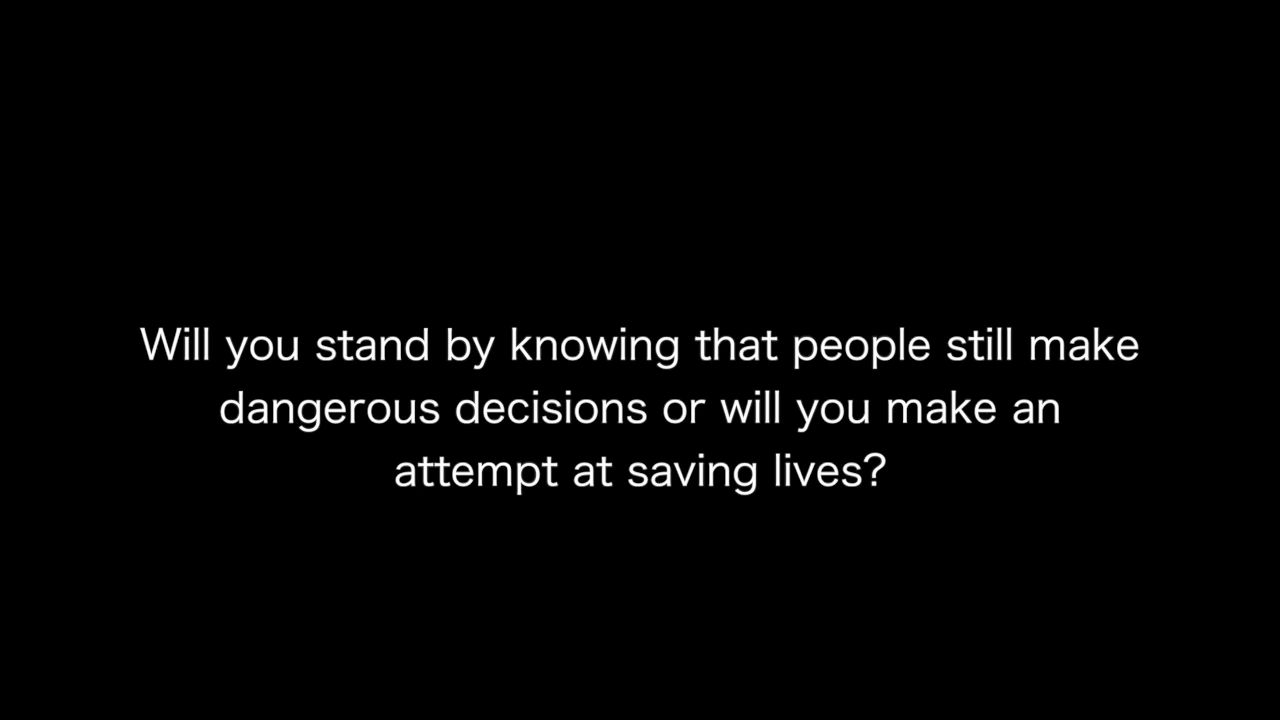 Will you stand by knowing that people still make
dangerous decisions or will you make an
attempt at saving lives?